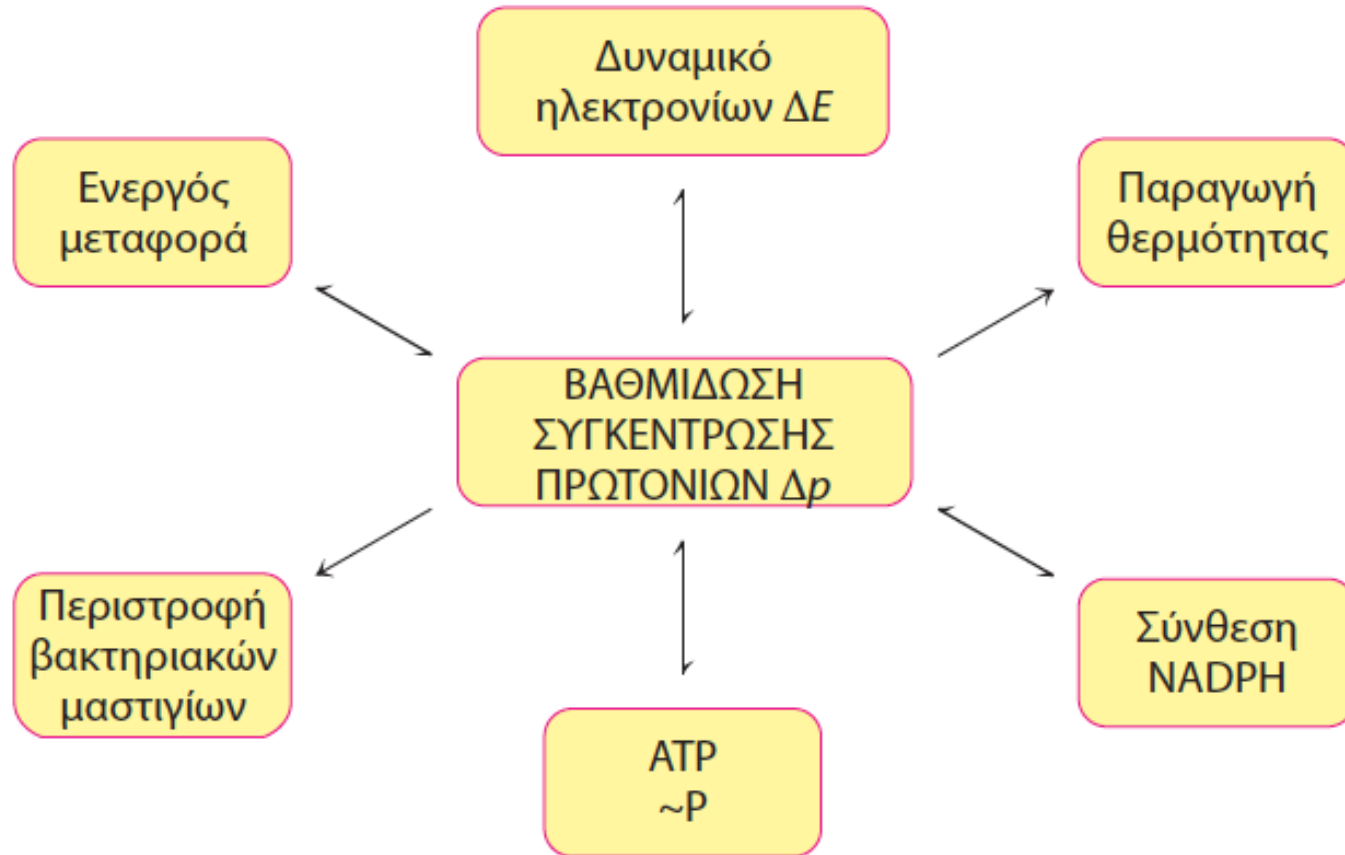 Δυναμικό
ηλεκτρονίων ΔE
Ενεργός
μεταφορά
Παραγωγή
θερμότητας
ΒΑΘΜΙΔΩΣΗ
ΣΥΓΚΕΝΤΡΩΣΗΣ
ΠΡΩΤΟΝΙΩΝ Δp
Περιστροφή
βακτηριακών
μαστιγίων
Σύνθεση
NADPH
ATP
~P